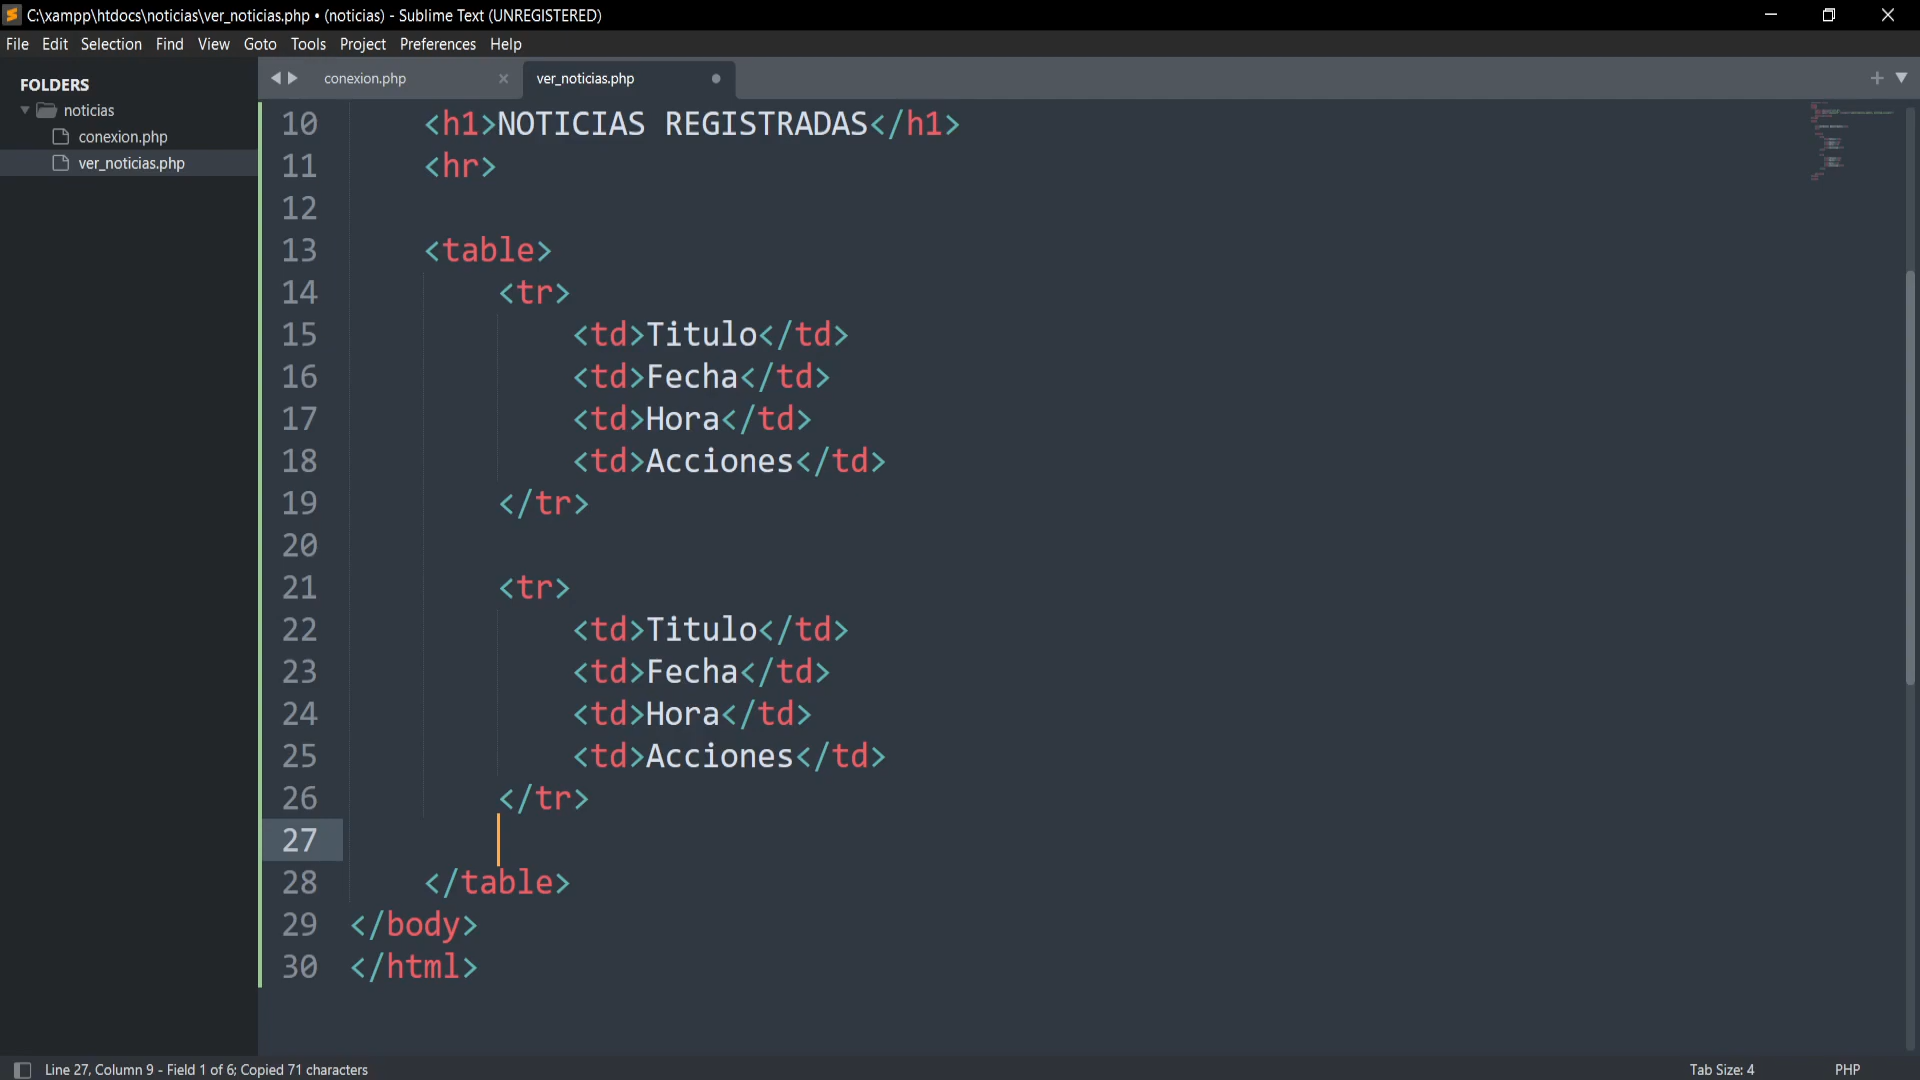 C:\xampp\htdocs\noticias\ver_noticias.php • (noticias) - Sublime Text (UNREGISTERED)
File Edit Selection Find View Goto Tools Project Preferences Help
FOLDERS
noticias
conexion.php
ver_noticias.php
conexion.php
ver_noticias.php
10 <h1>NOTICIAS REGISTRADAS</h1>
11 <hr>
12
13 <table>
14 <tr>
15 <td>Titulo</td>
16 <td>Fecha</td>
17 <td>Hora</td>
18 <td>Acciones</td>
19 </tr>
20
21 <tr>
22 <td>Titulo</td>
23 <td>Fecha</td>
24 <td>Hora</td>
25 <td>Acciones</td>
26 </tr>
27
28 </table>
29 </body>
30 </html>
Line 27, Column 9 - Field 1 of 6; Copied 71 characters
Tab Size: 4
PHP